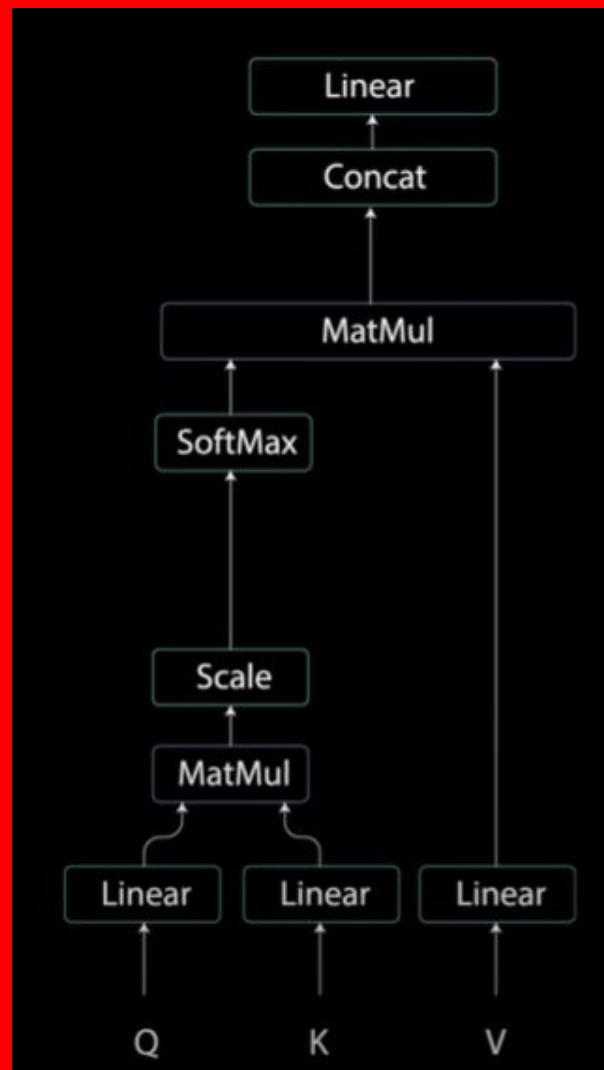 Linear
Concat
MatMul
SoftMax
Scale
MatMul
Linear Linear Linear
Q K V